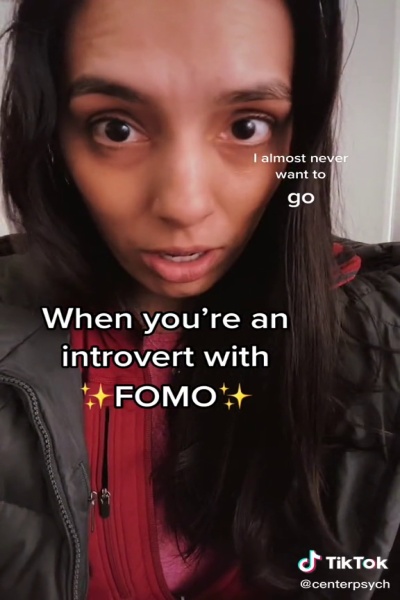 I almost never
want to
go
When you're an
introvert with
✨FOMO✨
TikTok
@centerpsych